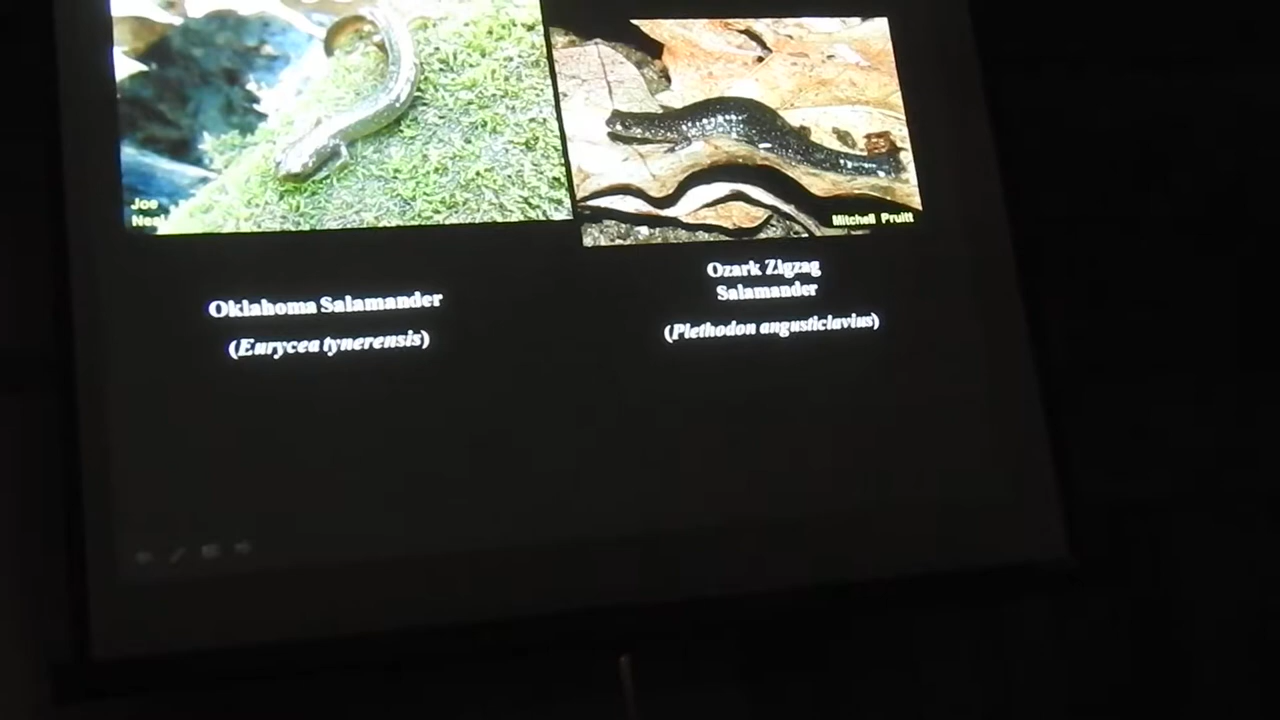 Joe
Neal
Mitchell Pruitt
Oklahoma Salamander
(Eurycea tynerensis)
Ozark Zigzag
Salamander
(Plethodon angusticlavius)